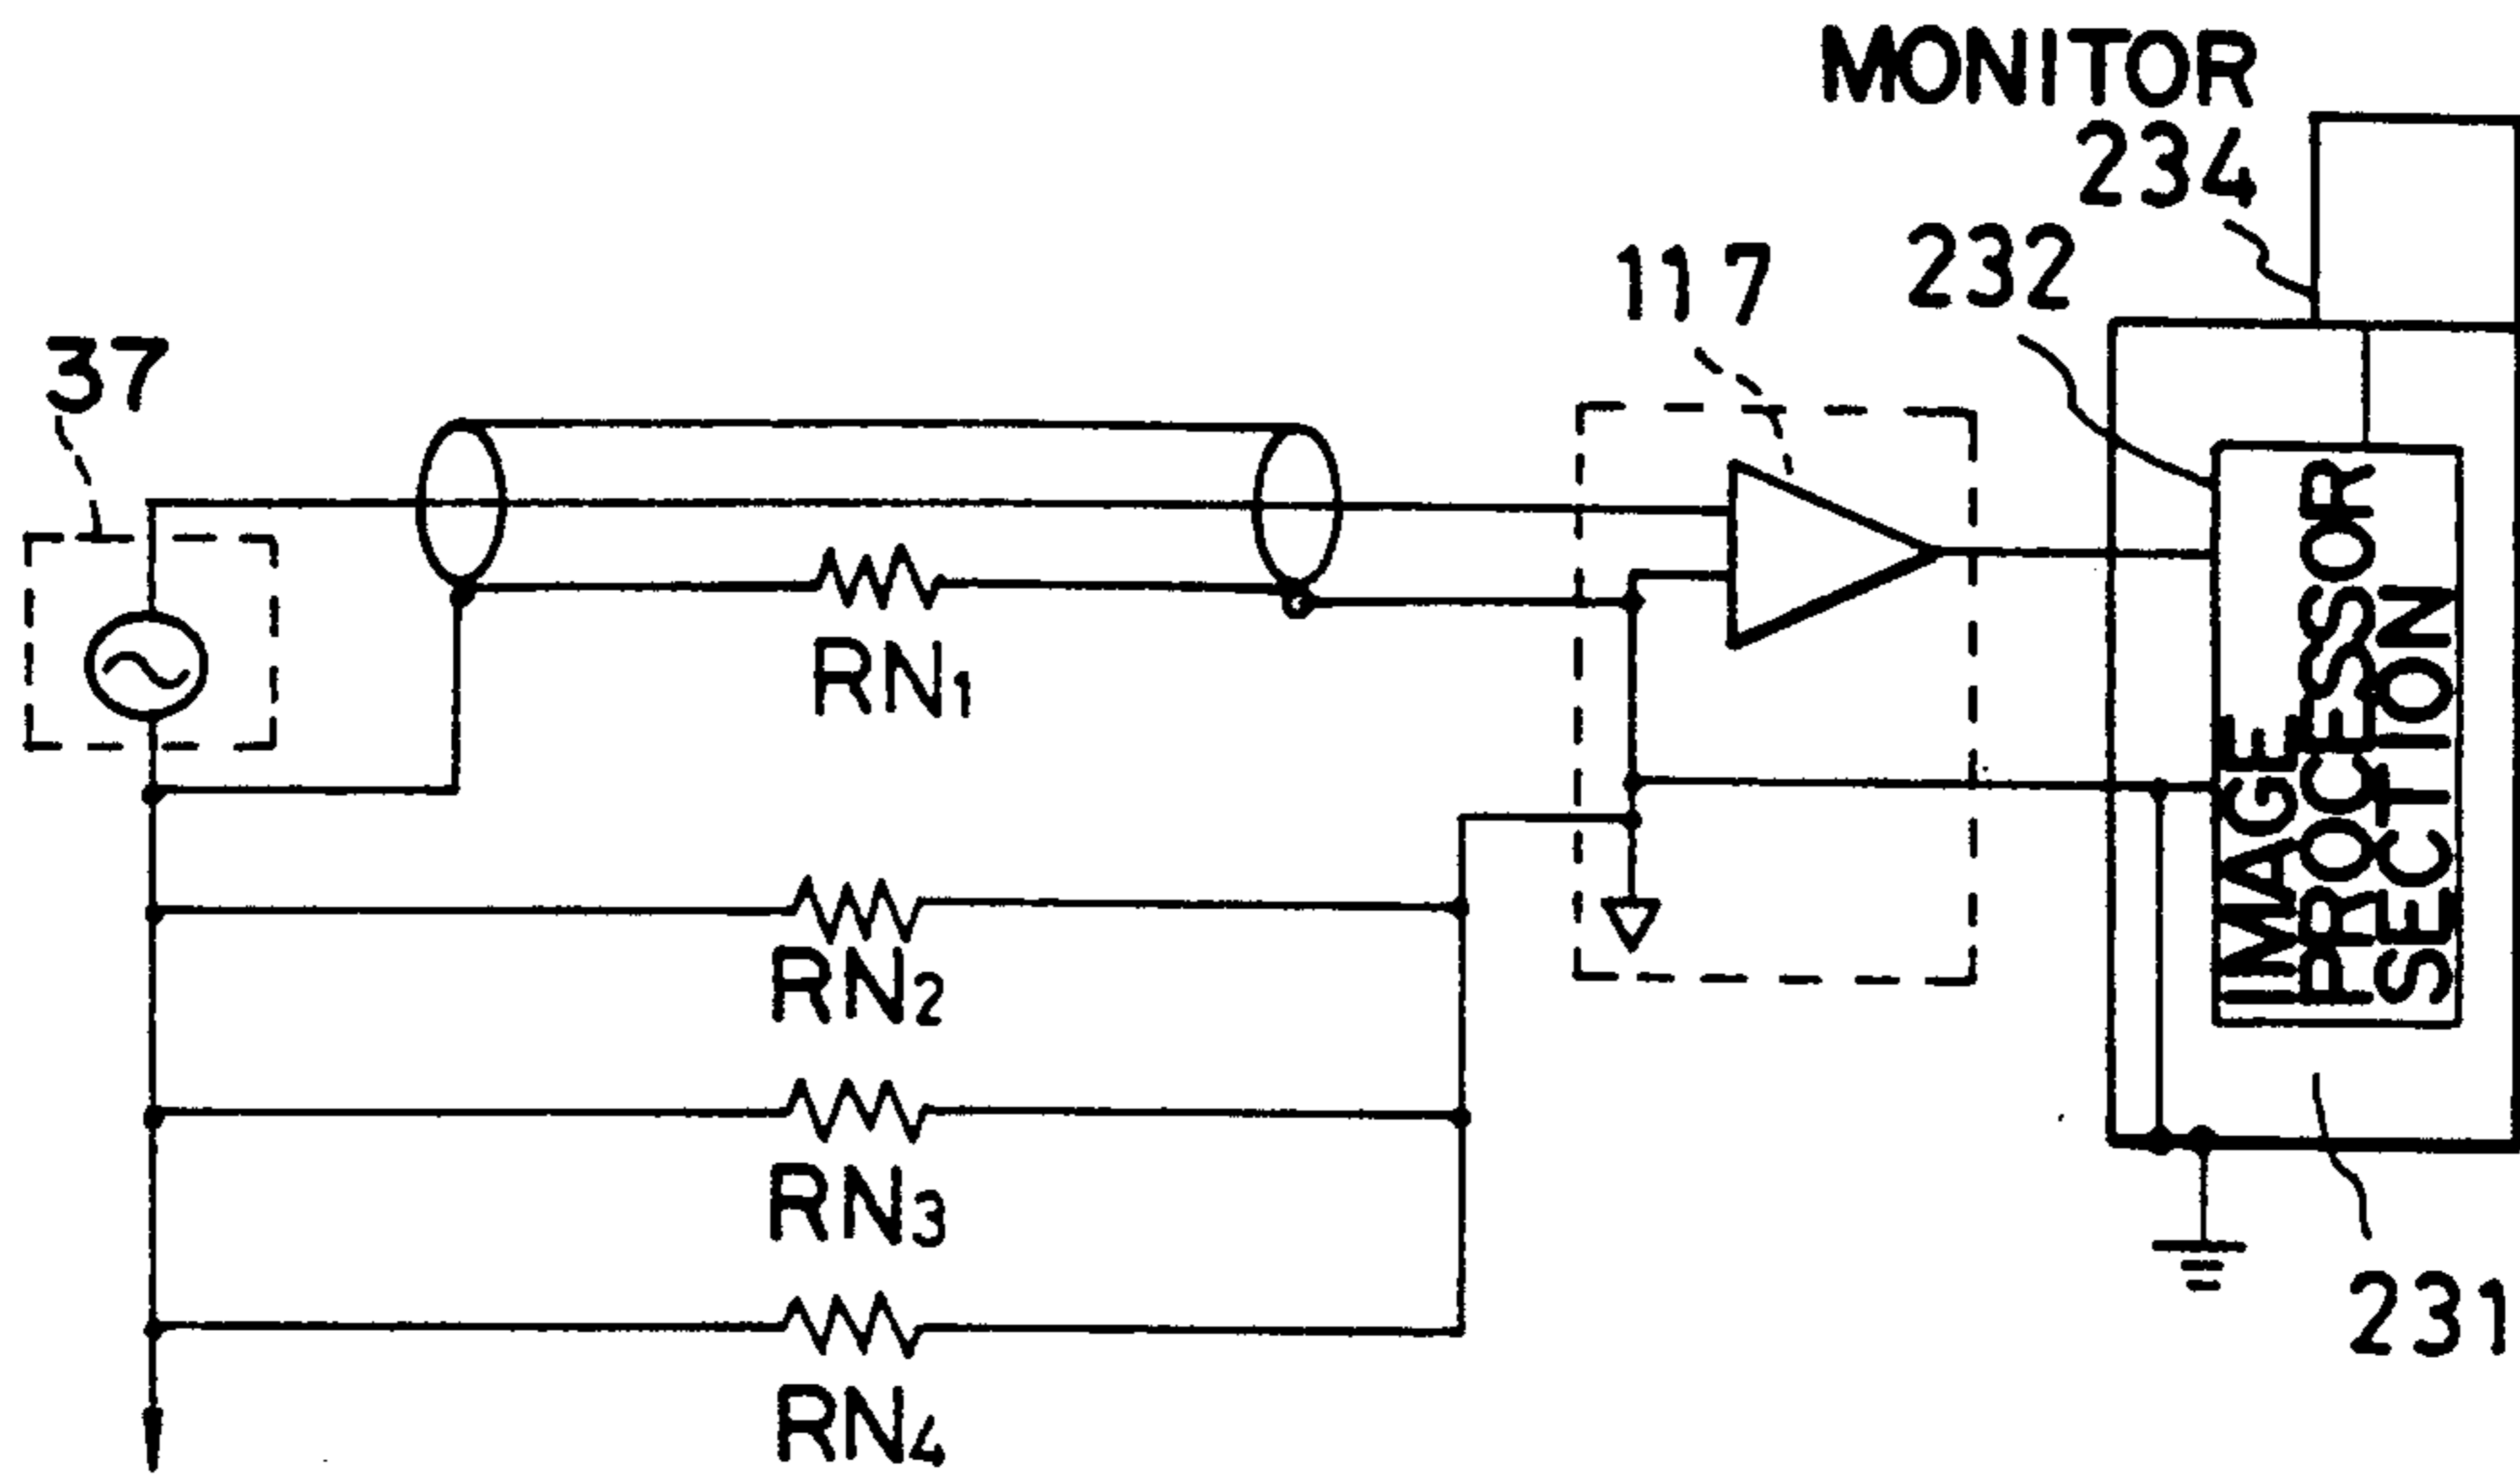 MONITOR
234
232
117
37
RN1
RN2
RN3
RN4
IMAGE
PROCESSOR
SECTION
231